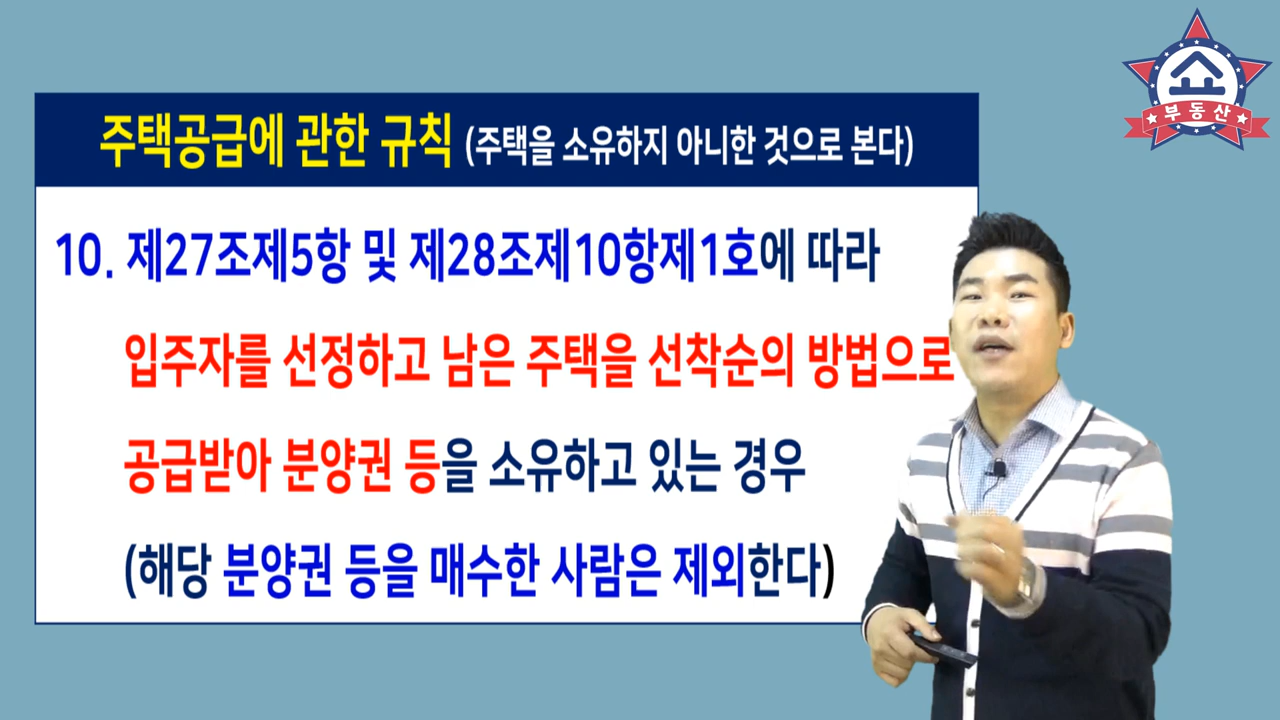 주택공급에 관한 규칙 (주택을 소유하지 아니한 것으로 본다)
10. 제27조제5항 및 제28조제10항제1호에 따라
입주자를 선정하고 남은 주택을 선착순의 방법으로
공급받아 분양권 등을 소유하고 있는 경우
(해당 분양권 등을 매수한 사람은 제외한다)
쇼
부동산